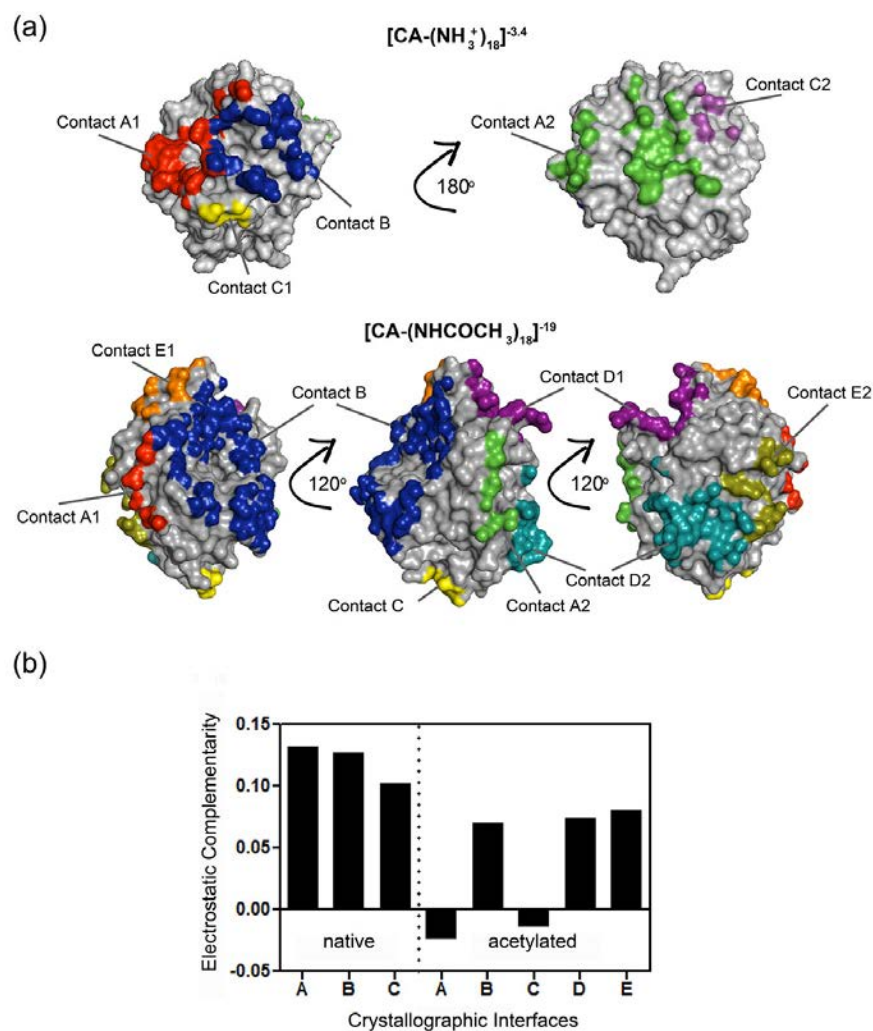 (a)
[CA-(NH₃⁺)₁₈]⁻³·⁴
Contact A1
Contact B
Contact C1
180°
Contact A2
Contact C2
[CA-(NHCOCH₃)₁₈]⁻¹⁹
Contact E1
Contact B
Contact D1
Contact E2
120°
120°
Contact A1
Contact C
Contact A2
Contact D2
(b)
Electrostatic Complementarity
0.15
0.10
0.05
0.00
-0.05
native
acetylated
A B C A B C D E
Crystallographic Interfaces